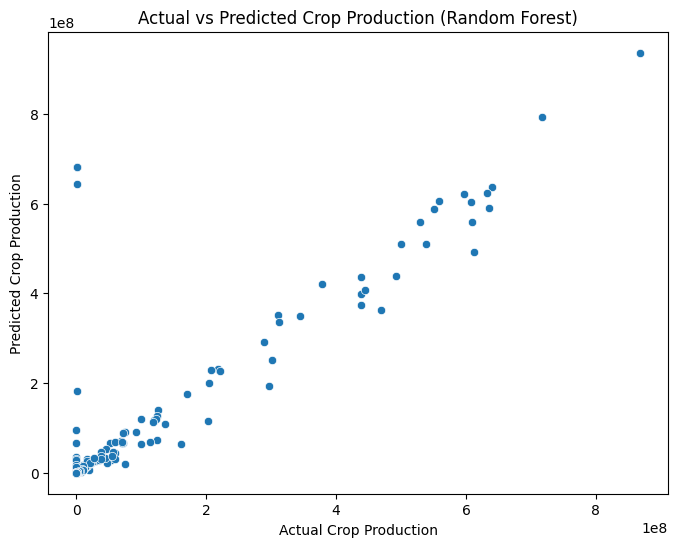 Actual vs Predicted Crop Production (Random Forest)
1e8
8
6
4
2
0
Predicted Crop Production
0 2 4 6 8
Actual Crop Production
1e8